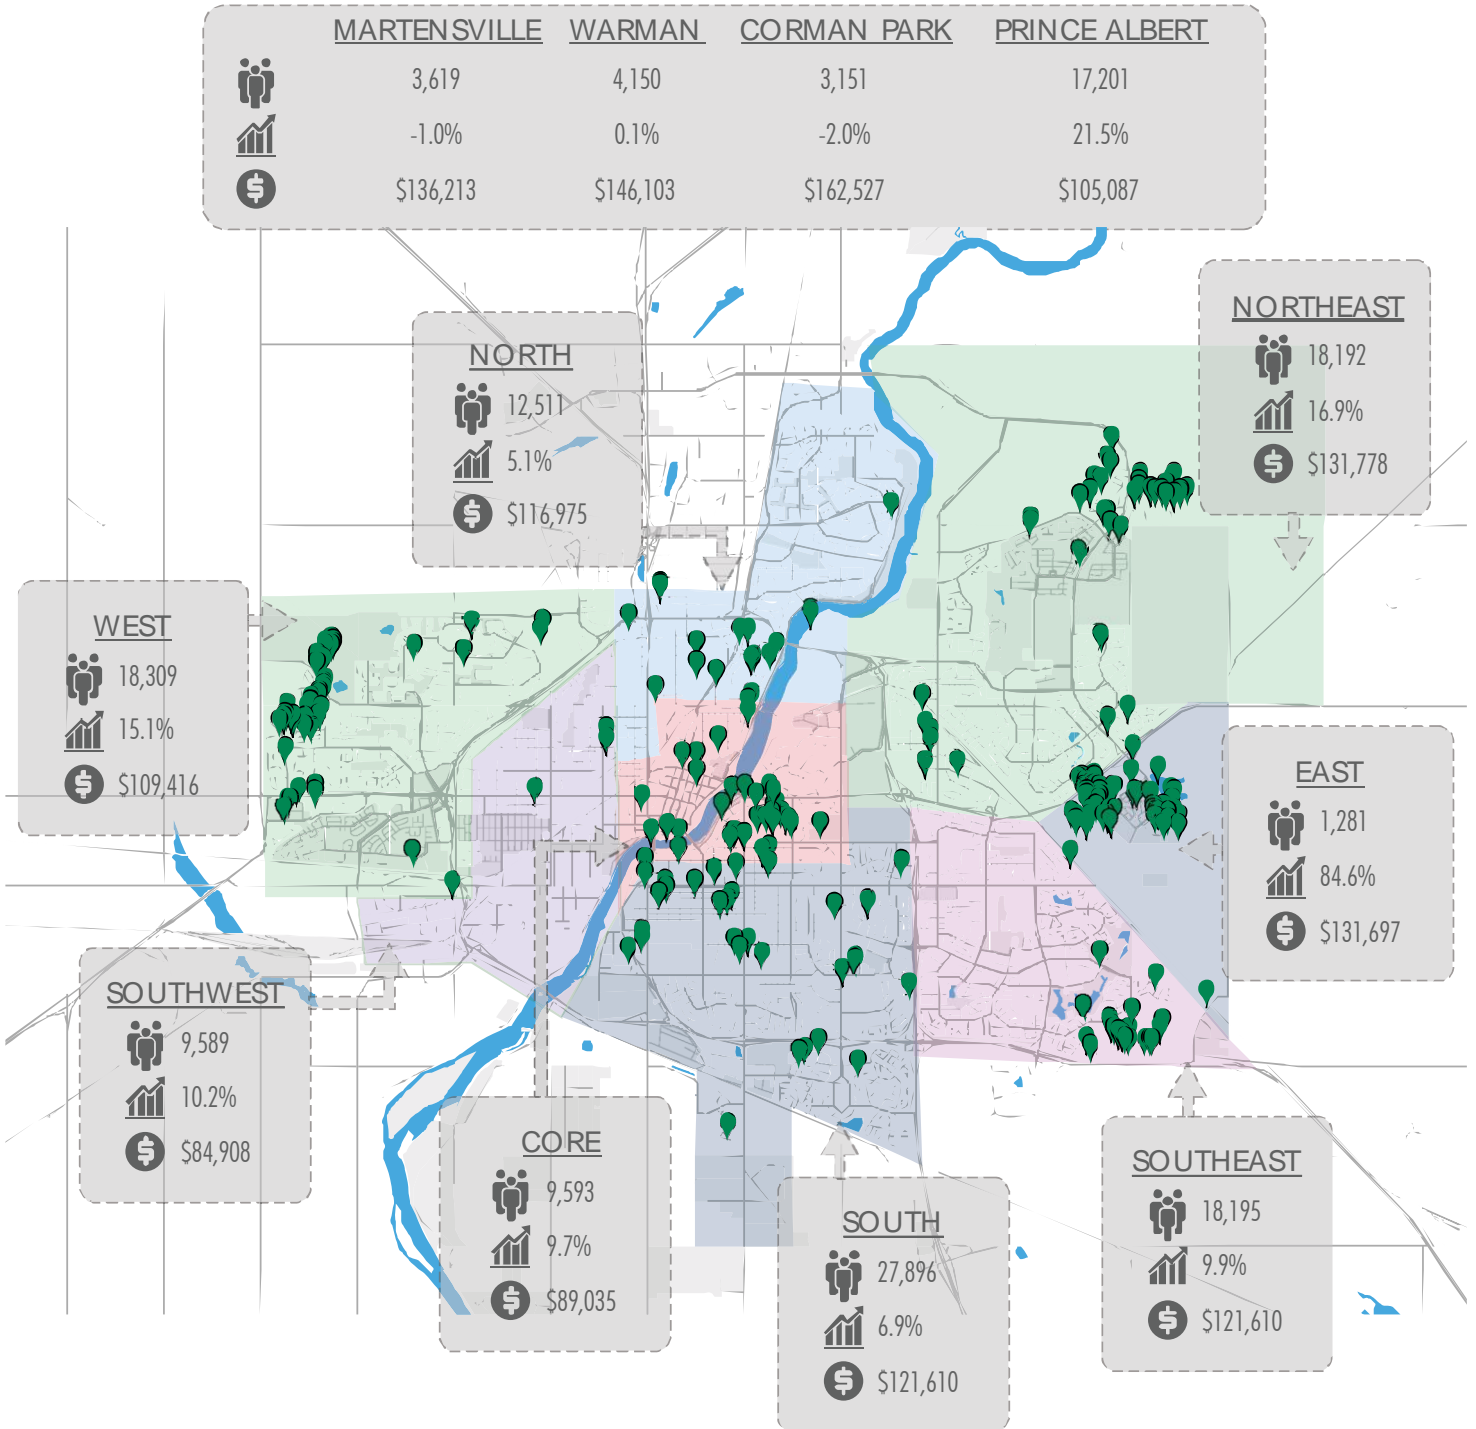 MARTENSVILLE WARMAN CORMAN PARK PRINCE ALBERT
3,619 4,150 3,151 17,201
-1.0% 0.1% -2.0% 21.5%
$136,213 $146,103 $162,527 $105,087
NORTHEAST
18,192
16.9%
$131,778
NORTH
12,511
5.1%
$116,975
WEST
18,309
15.1%
$109,416
EAST
1,281
84.6%
$131,697
SOUTHWEST
9,589
10.2%
$84,908
CORE
9,593
9.7%
$89,035
SOUTH
27,896
6.9%
$121,610
SOUTHEAST
18,195
9.9%
$121,610